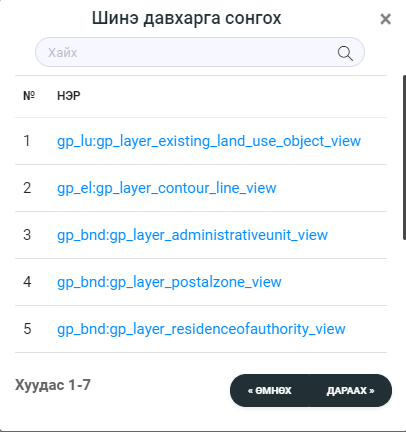 Шинэ давхарга сонгох ×
Хайх
№ НЭР
1 gp_lu:gp_layer_existing_land_use_object_view
2 gp_el:gp_layer_contour_line_view
3 gp_bnd:gp_layer_administrativeunit_view
4 gp_bnd:gp_layer_postalzone_view
5 gp_bnd:gp_layer_residenceofauthority_view
Хуудас 1-7 « ӨМНӨХ ДАРААХ »